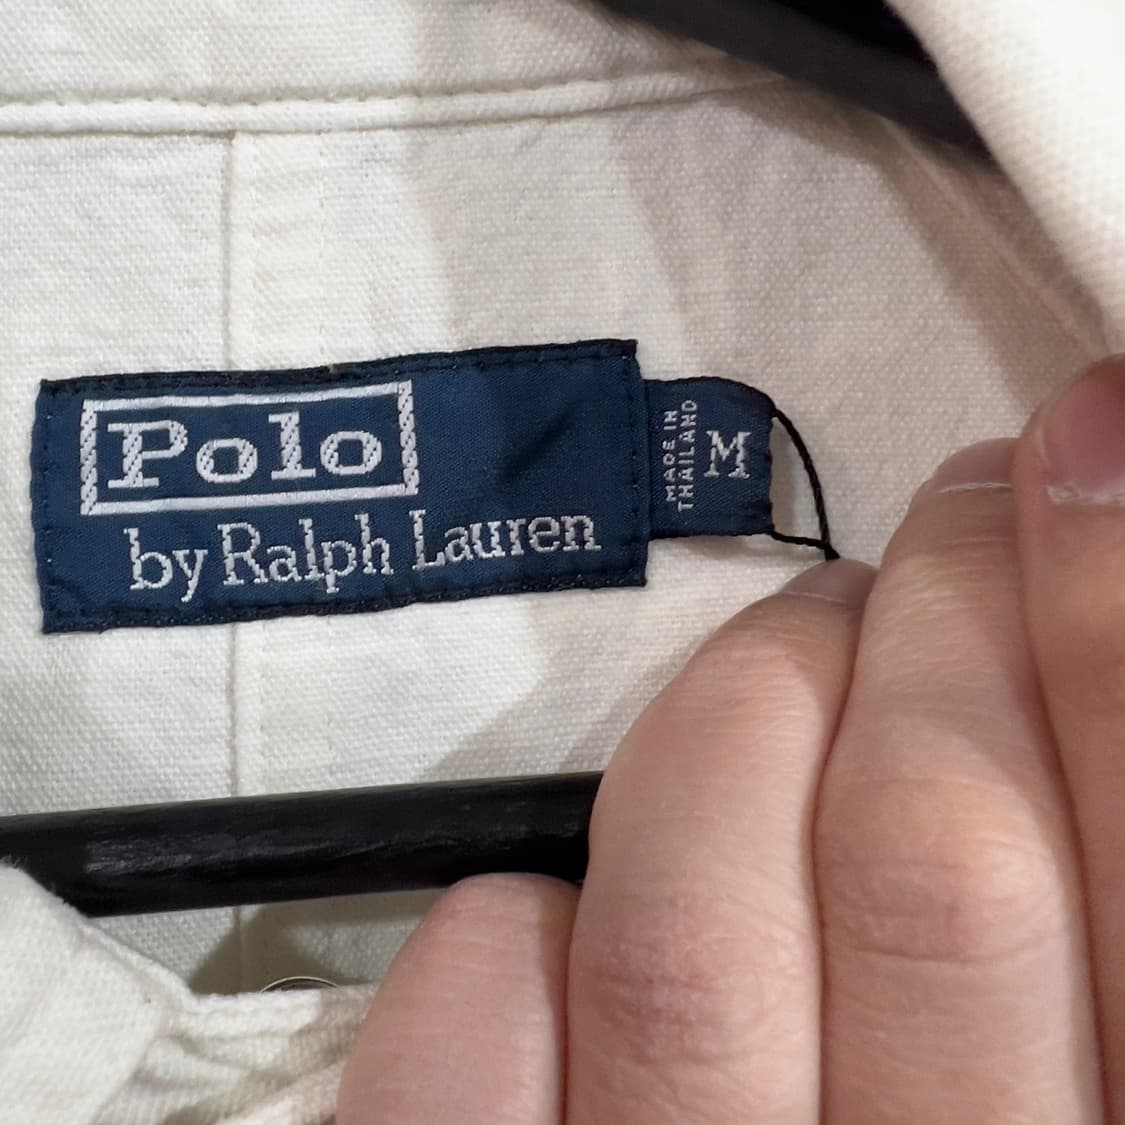 Polo
by Ralph Lauren
MADE IN
THAILAND
M